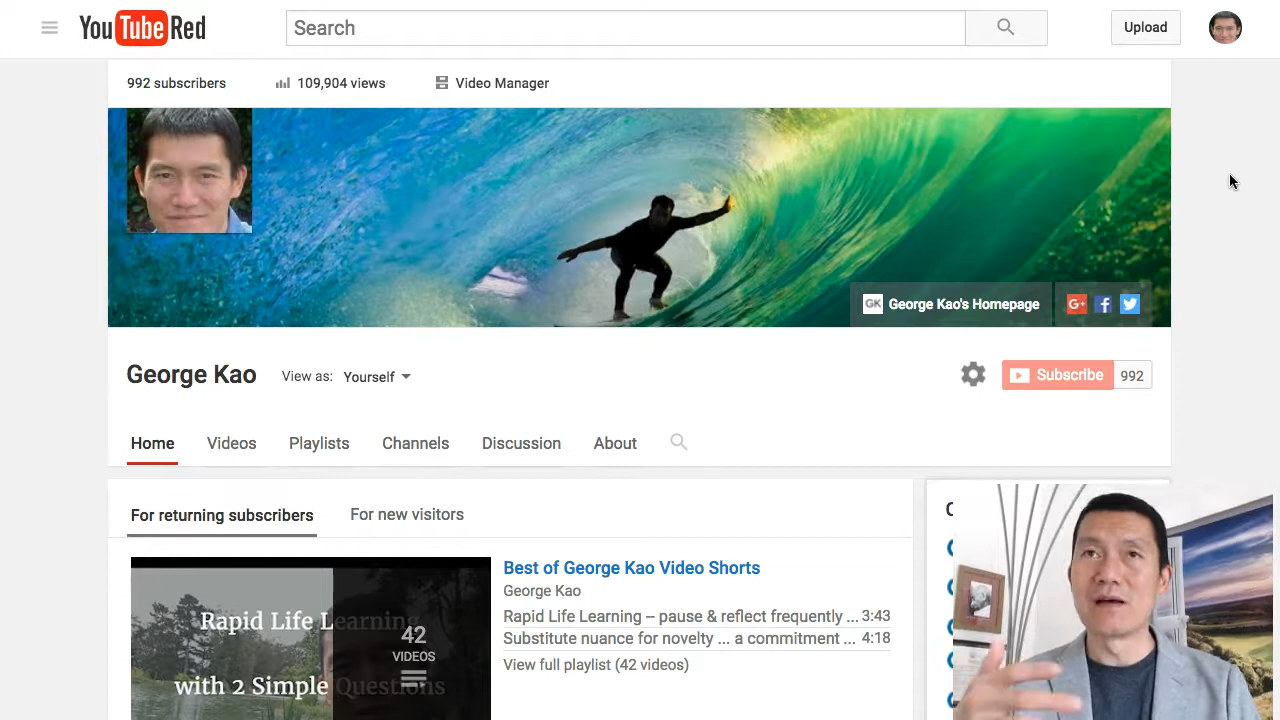 YouTube Red
Search
Upload
992 subscribers
109,904 views
Video Manager
GK George Kao's Homepage
G+ f
George Kao
View as: Yourself
Subscribe 992
Home Videos Playlists Channels Discussion About
For returning subscribers For new visitors
Rapid Life Learning
with 2 Simple Questions
42
VIDEOS
Best of George Kao Video Shorts
George Kao
Rapid Life Learning -- pause & reflect frequently ... 3:43
Substitute nuance for novelty ... a commitment ... 4:18
View full playlist (42 videos)